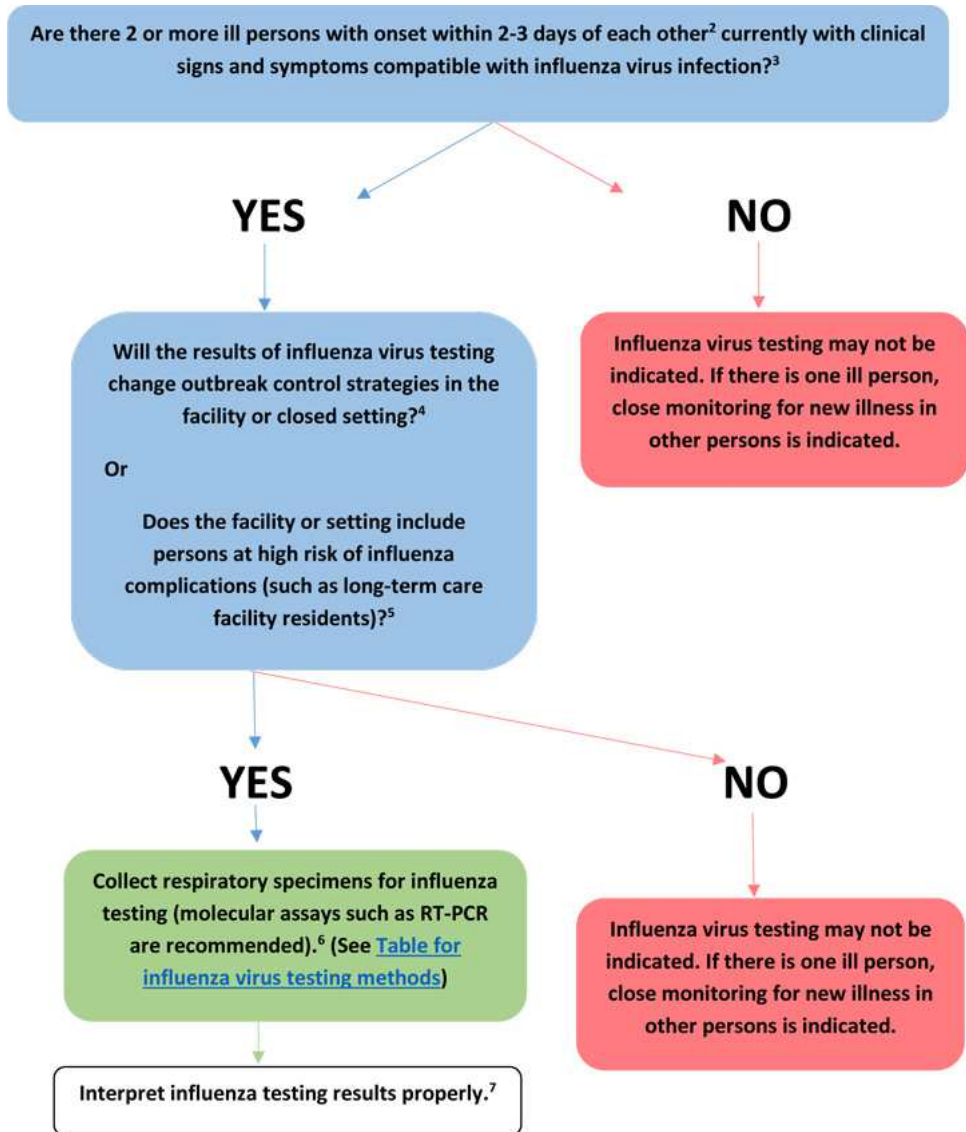 Are there 2 or more ill persons with onset within 2-3 days of each other² currently with clinical
signs and symptoms compatible with influenza virus infection?³
YES
NO
Will the results of influenza virus testing
change outbreak control strategies in the
facility or closed setting?⁴
Or
Does the facility or setting include
persons at high risk of influenza
complications (such as long-term care
facility residents)?⁵
Influenza virus testing may not be
indicated. If there is one ill person,
close monitoring for new illness in
other persons is indicated.
YES
NO
Collect respiratory specimens for influenza
testing (molecular assays such as RT-PCR
are recommended).⁶ (See Table for
influenza virus testing methods)
Influenza virus testing may not be
indicated. If there is one ill person,
close monitoring for new illness in
other persons is indicated.
Interpret influenza testing results properly.⁷